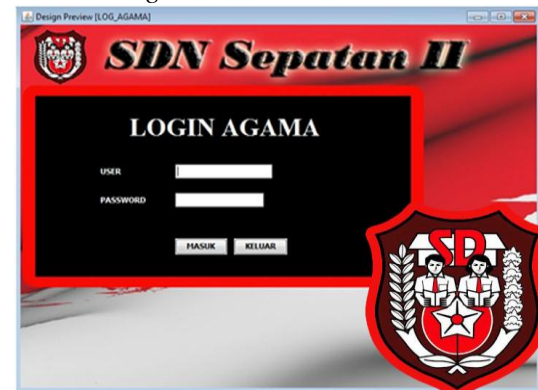 Design Preview [LOG_AGAMA]
SDN Sepatan II
LOGIN AGAMA
USER
PASSWORD
MASUK KELUAR
SD